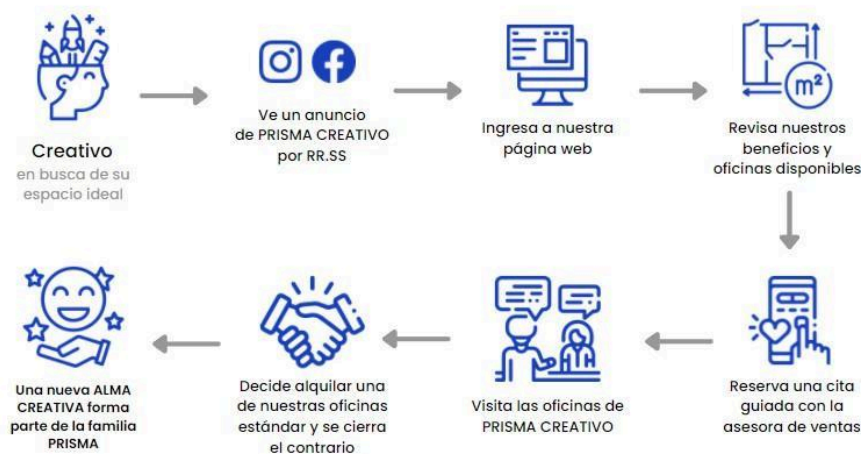 Creativo
en busca de su
espacio ideal
Ve un anuncio
de PRISMA CREATIVO
por RR.SS
Ingresa a nuestra
página web
m²
Revisa nuestros
beneficios y
oficinas disponibles
Una nueva ALMA
CREATIVA forma
parte de la familia
PRISMA
Decide alquilar una
de nuestras oficinas
estándar y se cierra
el contrario
Visita las oficinas de
PRISMA CREATIVO
Reserva una cita
guiada con la
asesora de ventas